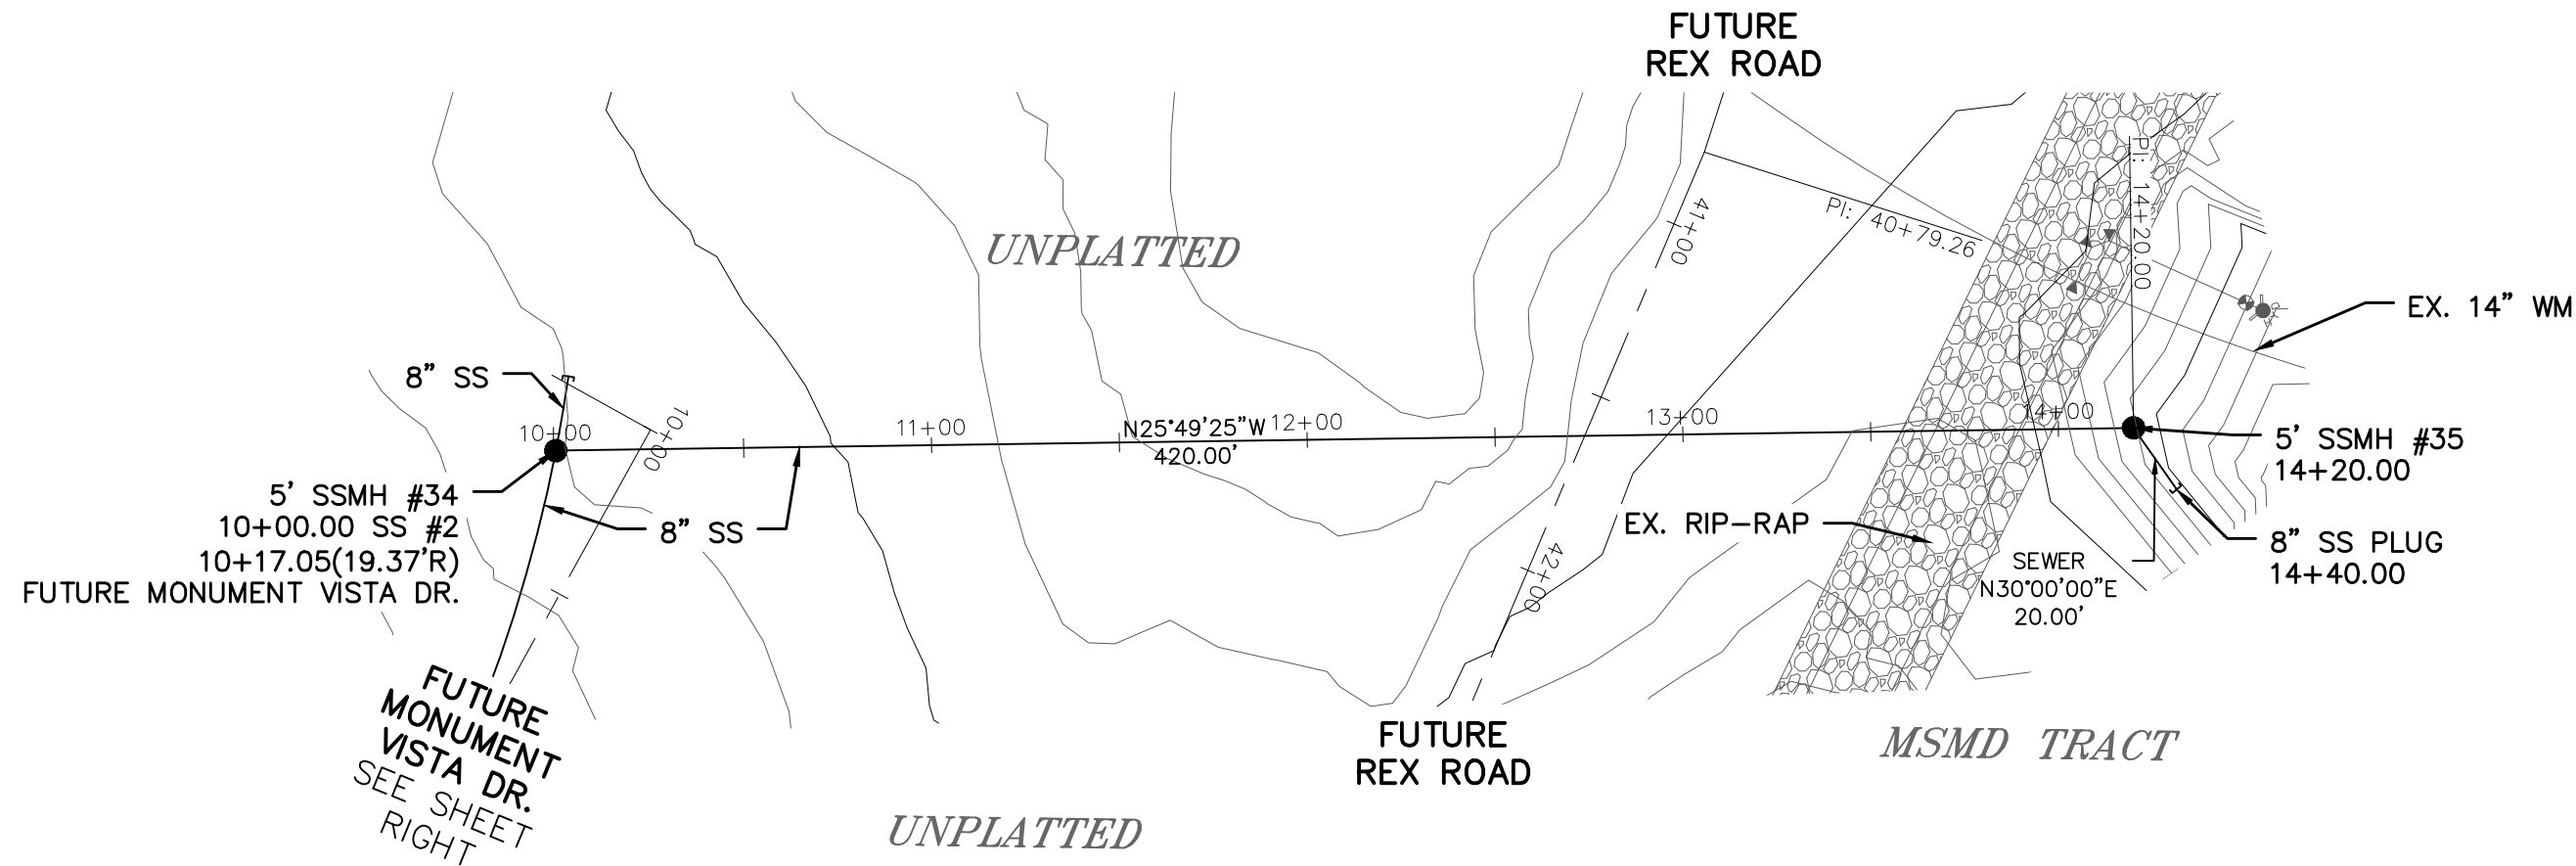 FUTURE
REX ROAD
UNPLATTED
41+00
PI: 40+79.26
PI: 14+20.00
EX. 14” WM
8” SS
10+00
10+00
11+00
N25°49'25"W
420.00'
12+00
13+00
14+00
5’ SSMH #35
14+20.00
5’ SSMH #34
10+00.00 SS #2
10+17.05(19.37'R)
FUTURE MONUMENT VISTA DR.
8” SS
EX. RIP-RAP
42+00
SEWER
N30°00'00"E
20.00'
8” SS PLUG
14+40.00
FUTURE
MONUMENT
VISTA DR.
SEE SHEET
RIGHT
FUTURE
REX ROAD
MSMD TRACT
UNPLATTED